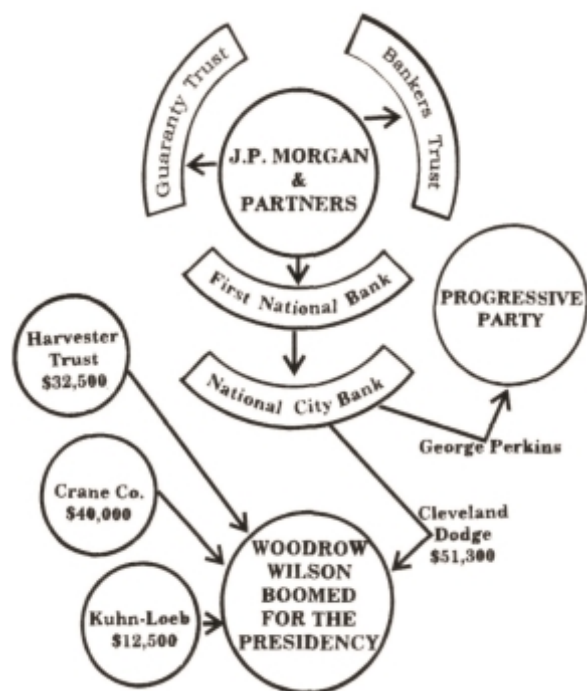 Guaranty Trust
Bankers Trust
J.P. MORGAN
&
PARTNERS
First National Bank
PROGRESSIVE
PARTY
Harvester
Trust
$32,500
National City Bank
George Perkins
Crane Co.
$40,000
Cleveland
Dodge
$51,300
WOODROW
WILSON
BOOMED
FOR THE
PRESIDENCY
Kuhn-Loeb
$12,500